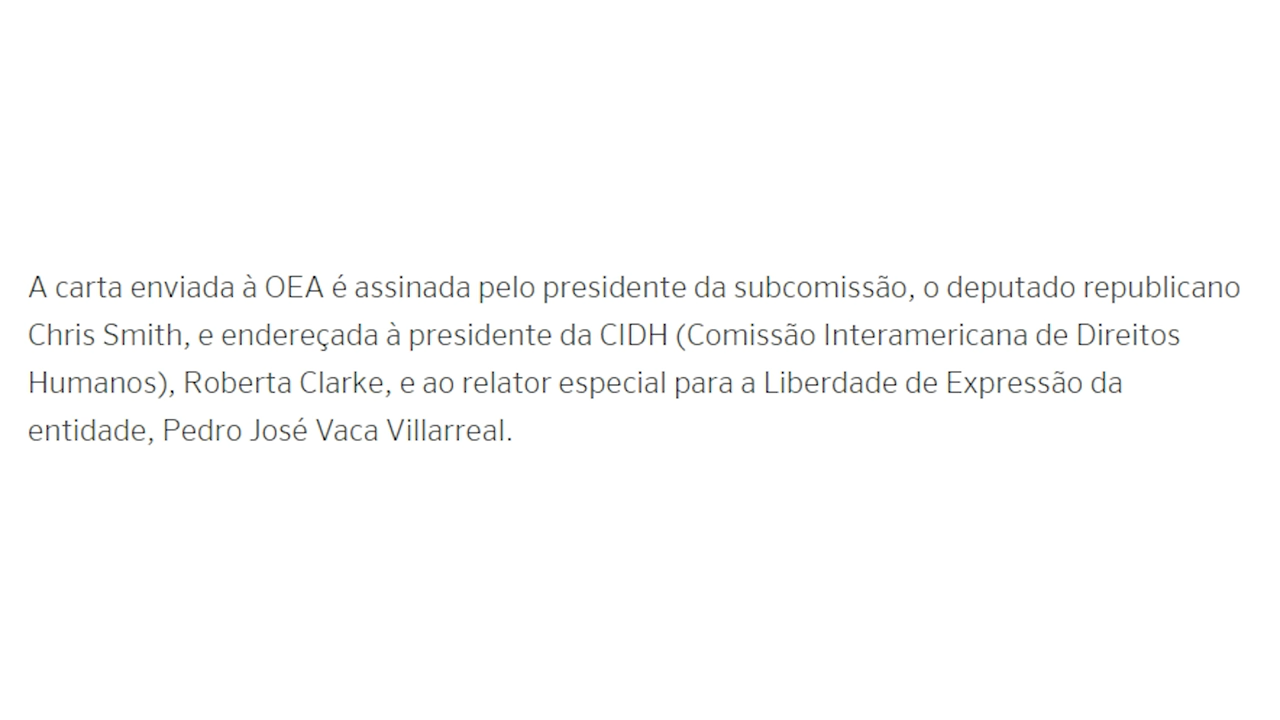 A carta enviada à OEA é assinada pelo presidente da subcomissão, o deputado republicano
Chris Smith, e endereçada à presidente da CIDH (Comissão Interamericana de Direitos
Humanos), Roberta Clarke, e ao relator especial para a Liberdade de Expressão da
entidade, Pedro José Vaca Villarreal.